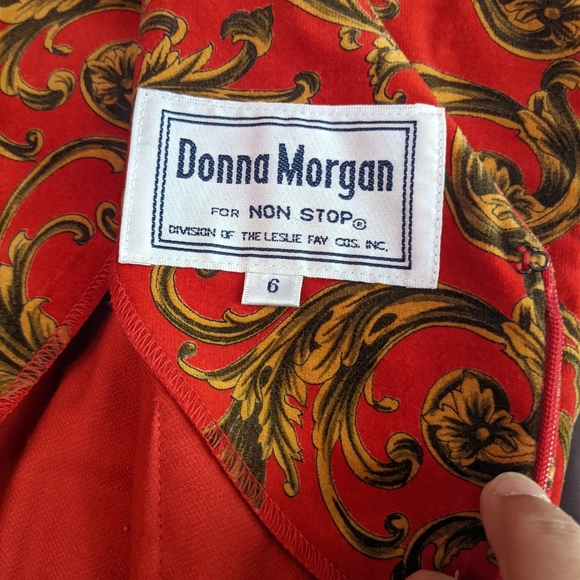 Donna Morgan
FOR NON STOP®
DIVISION OF THE LESLIE FAY COS. INC.
6